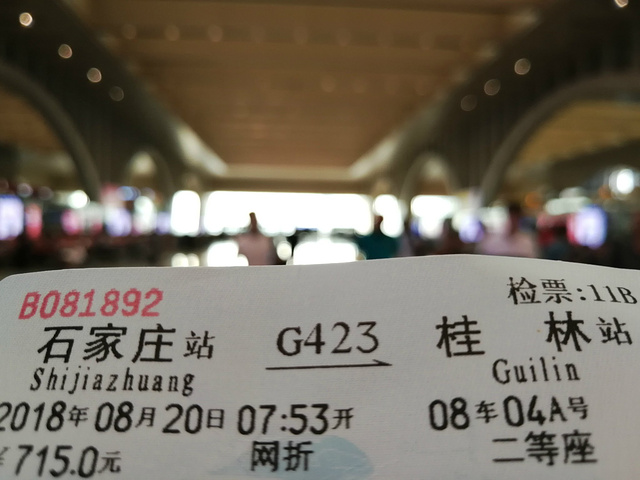 B081892 检票:11B
石家庄站 G423 桂林站
Shijiazhuang Guilin
2018年08月20日 07:53开 08车04A号
¥715.0元 网折 二等座